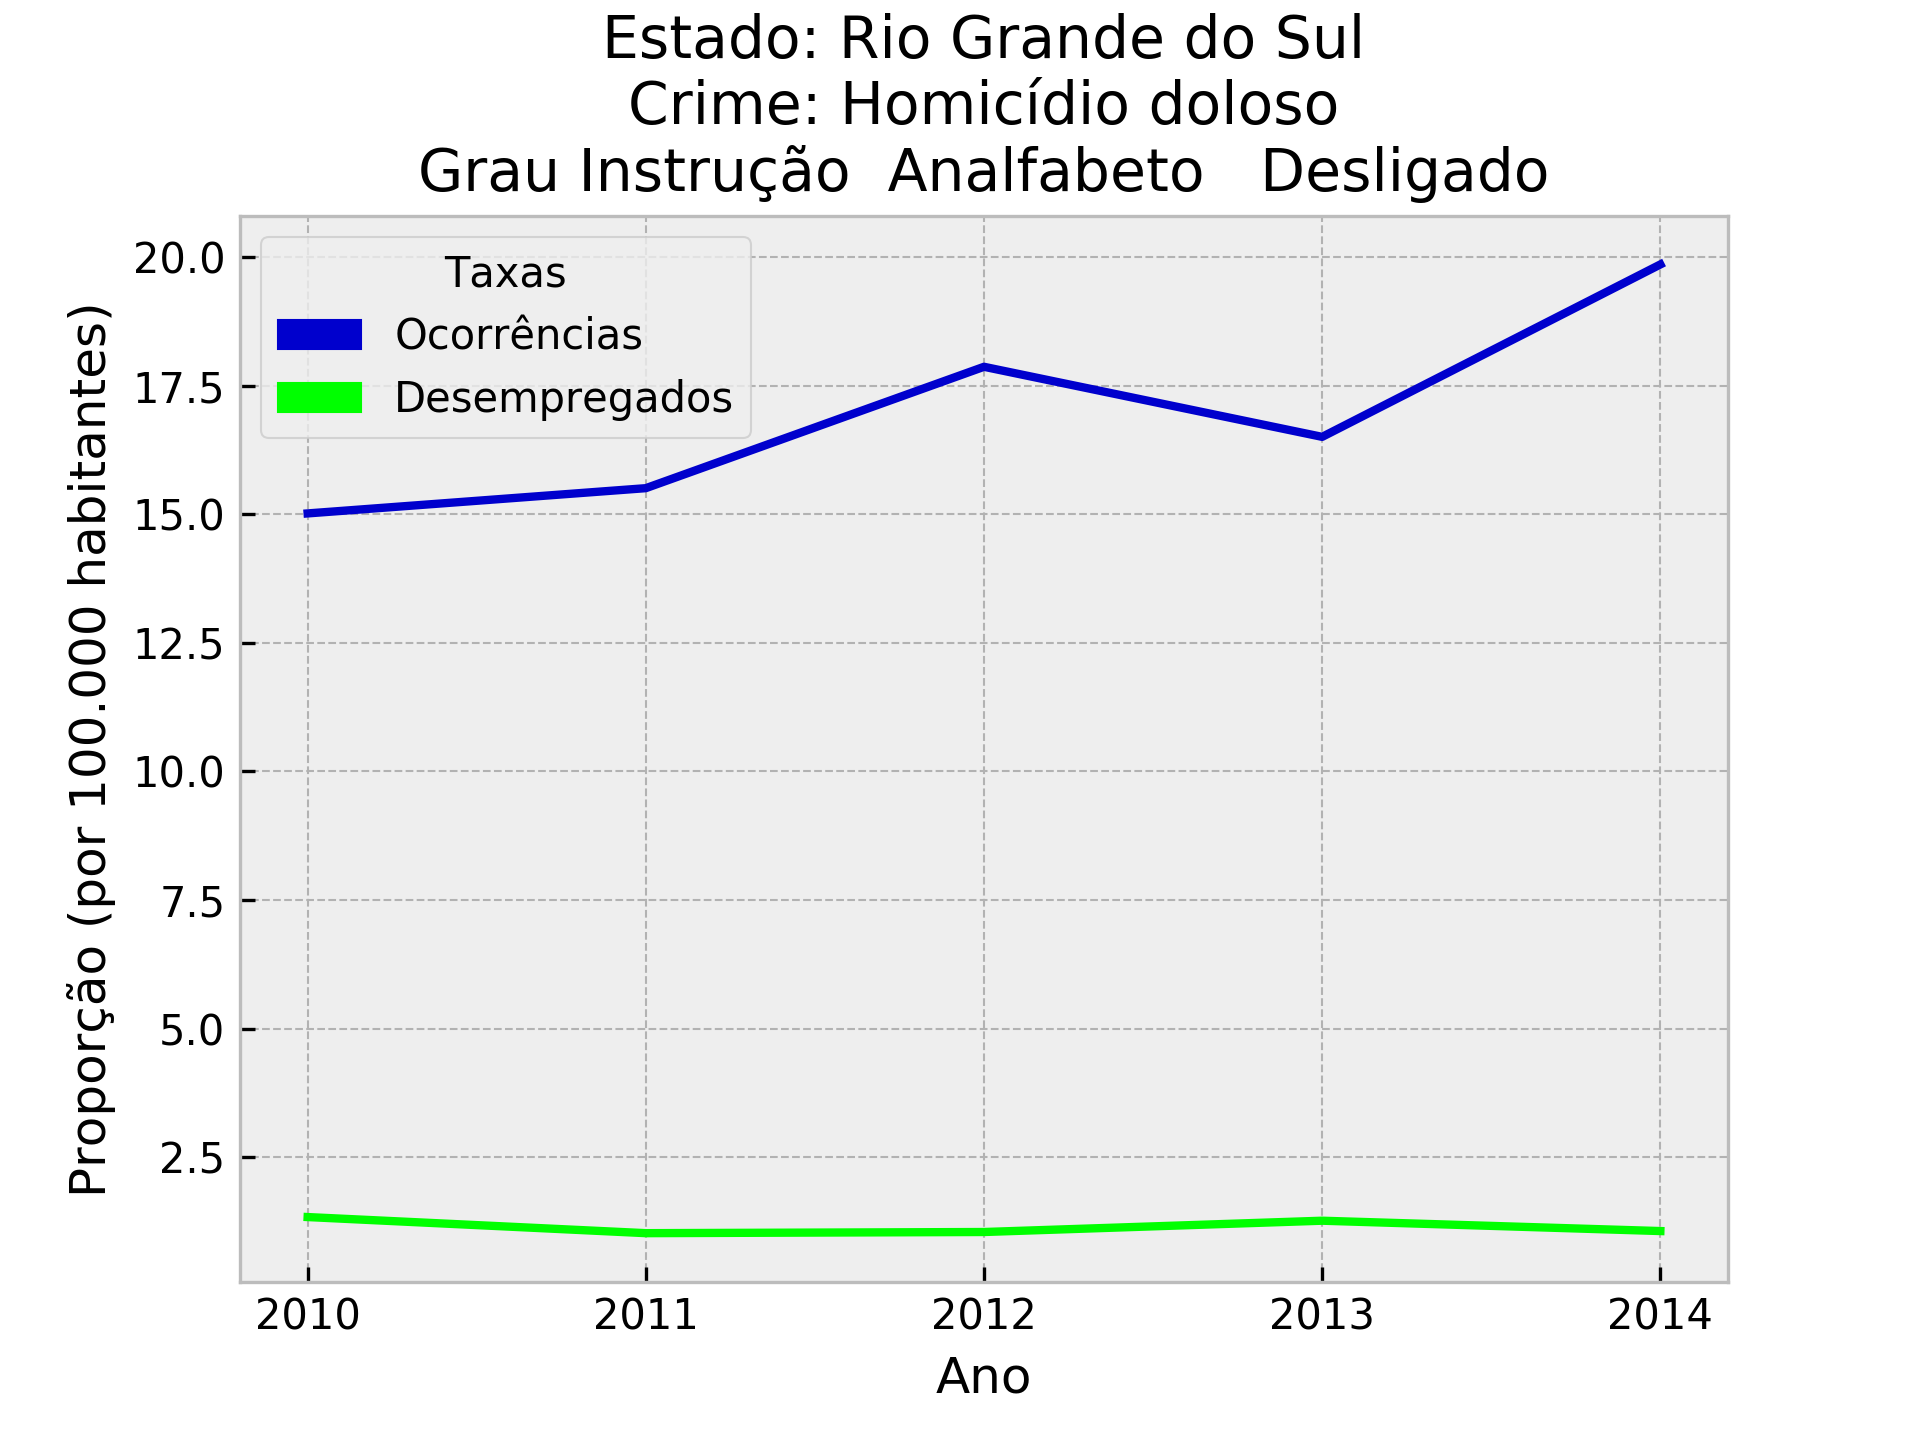 Estado: Rio Grande do Sul
Crime: Homicídio doloso
Grau Instrução  Analfabeto   Desligado
Taxas
Ocorrências
Desempregados
Proporção (por 100.000 habitantes)
20.0
17.5
15.0
12.5
10.0
7.5
5.0
2.5
2010 2011 2012 2013 2014
Ano